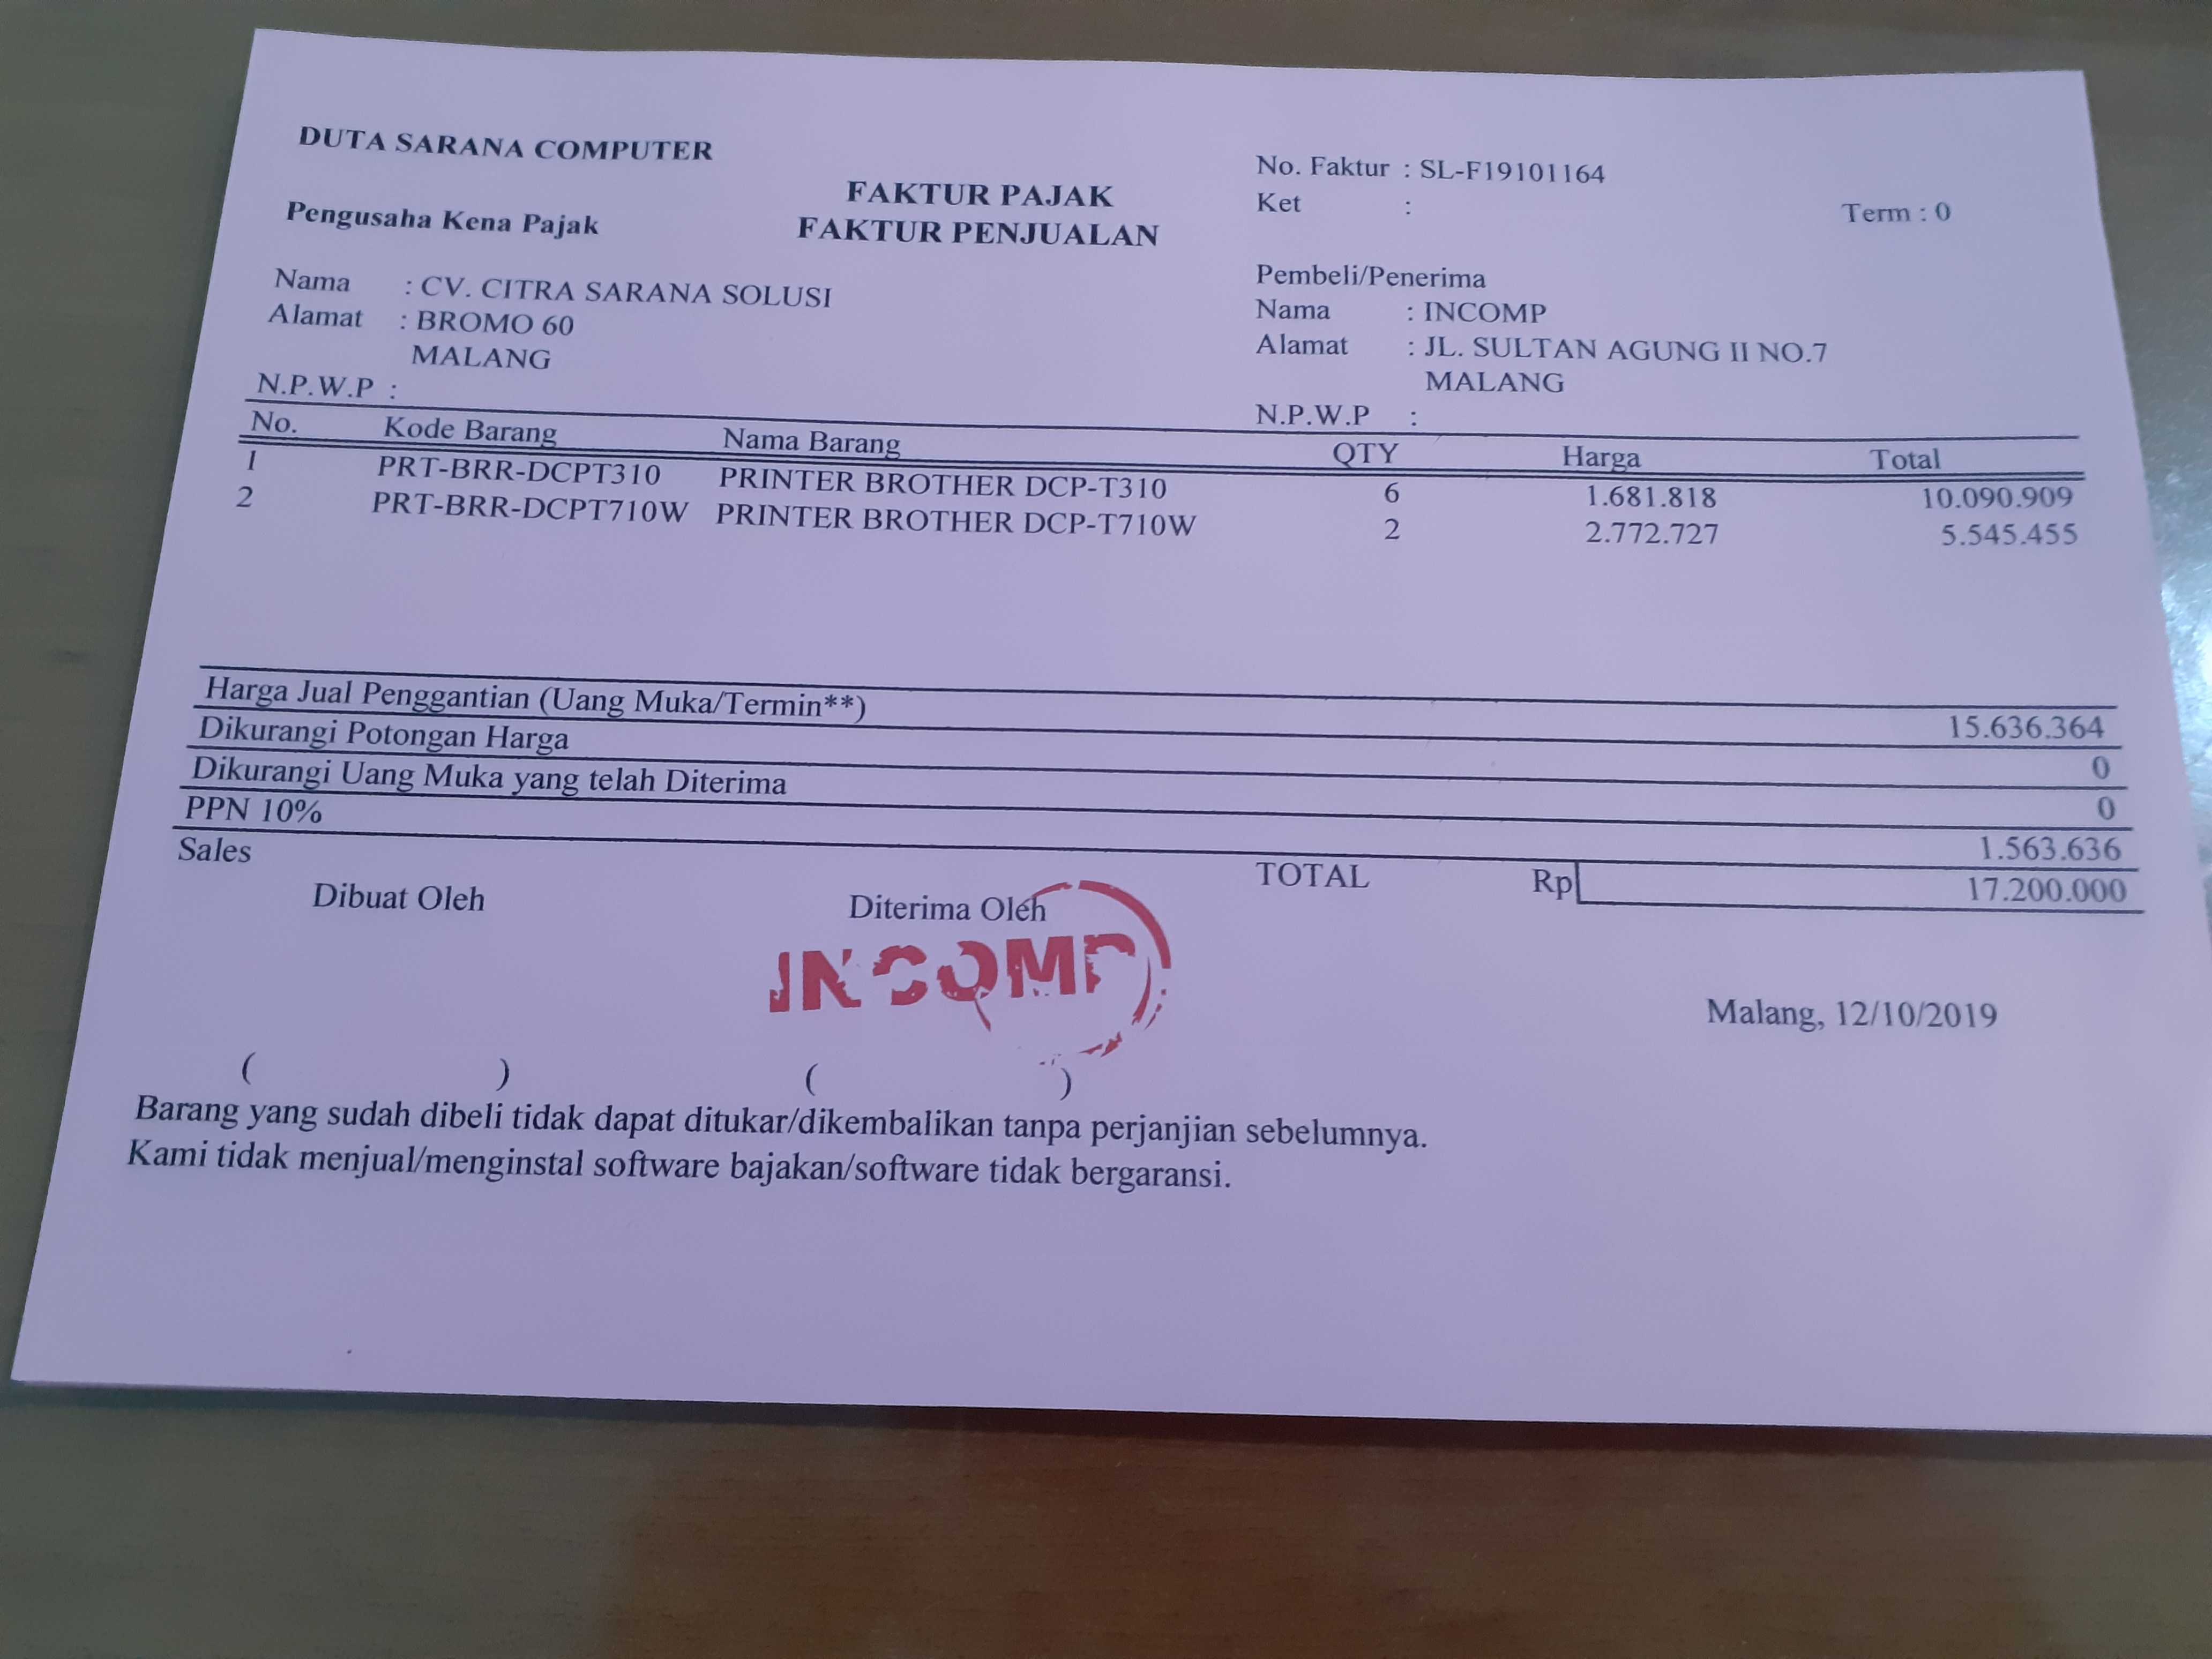 DUTA SARANA COMPUTER
FAKTUR PAJAK
FAKTUR PENJUALAN
No. Faktur : SL-F19101164
Ket :
Term : 0
Pengusaha Kena Pajak
Nama : CV. CITRA SARANA SOLUSI
Alamat : BROMO 60
MALANG
N.P.W.P :
Pembeli/Penerima
Nama : INCOMP
Alamat : JL. SULTAN AGUNG II NO.7
MALANG
N.P.W.P :
No. Kode Barang Nama Barang QTY Harga Total
1 PRT-BRR-DCPT310 PRINTER BROTHER DCP-T310 6 1.681.818 10.090.909
2 PRT-BRR-DCPT710W PRINTER BROTHER DCP-T710W 2 2.772.727 5.545.455
Harga Jual Penggantian (Uang Muka/Termin**) 15.636.364
Dikurangi Potongan Harga 0
Dikurangi Uang Muka yang telah Diterima 0
PPN 10% 1.563.636
Sales TOTAL Rp 17.200.000
Dibuat Oleh Diterima Oleh
INCOMP
Malang, 12/10/2019
( ) ( )
Barang yang sudah dibeli tidak dapat ditukar/dikembalikan tanpa perjanjian sebelumnya.
Kami tidak menjual/menginstal software bajakan/software tidak bergaransi.